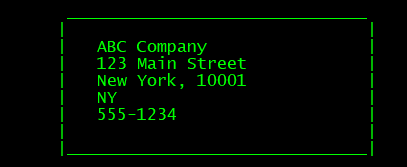 ABC Company
123 Main Street
New York, 10001
NY
555-1234